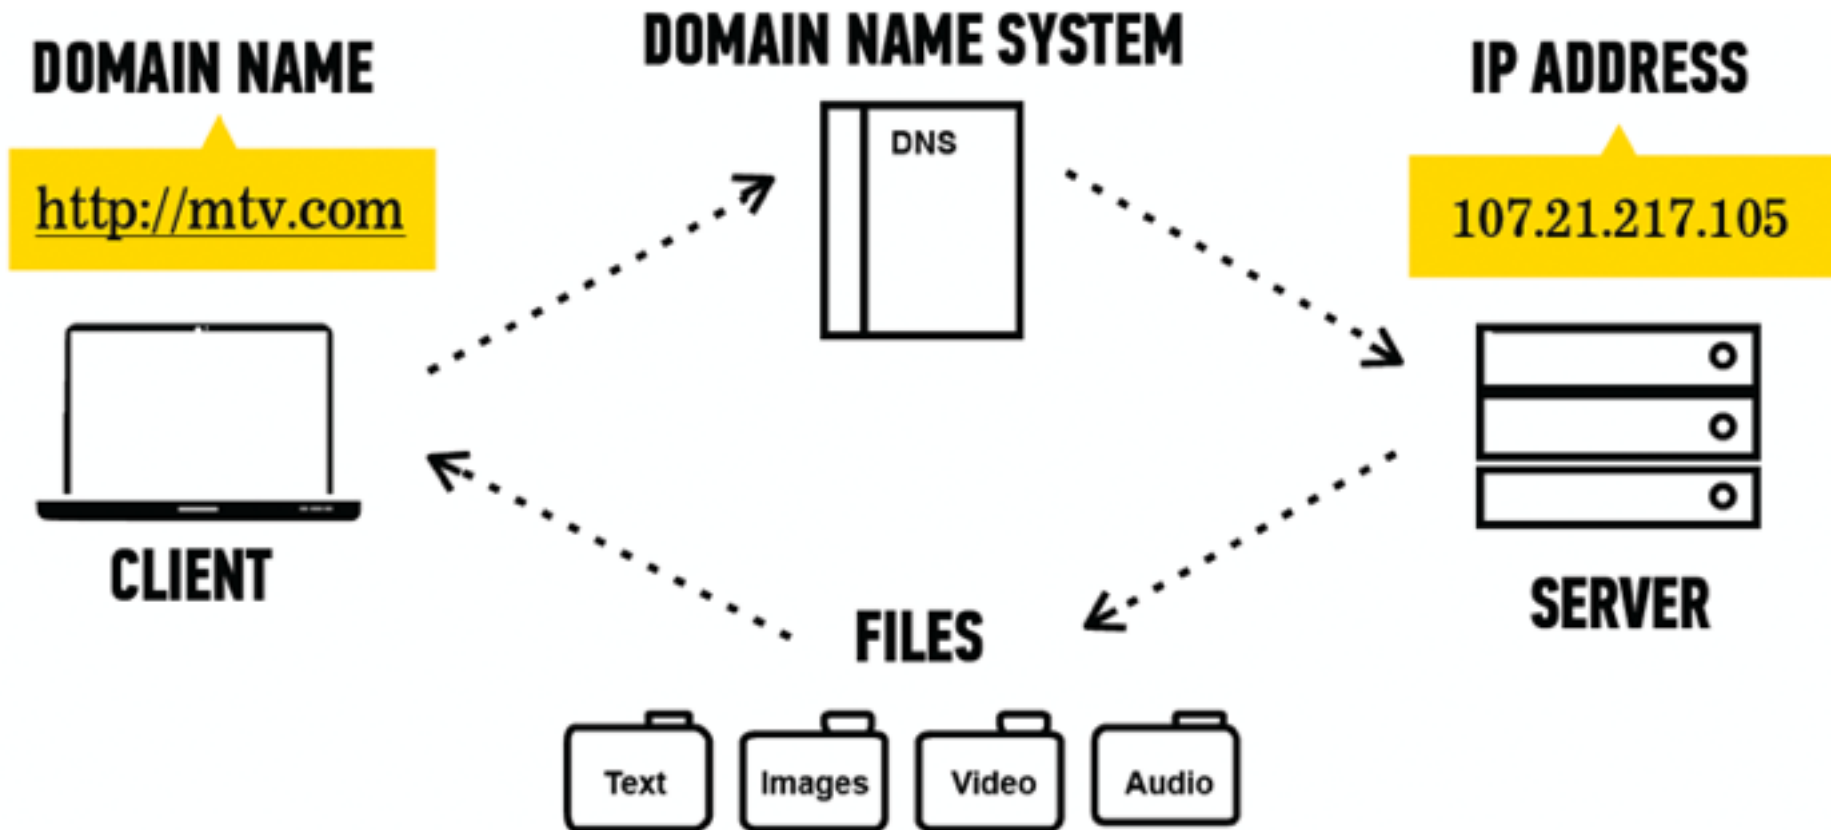 DOMAIN NAME SYSTEM
DOMAIN NAME
IP ADDRESS
DNS
http://mtv.com
107.21.217.105
CLIENT
SERVER
FILES
Text
Images
Video
Audio